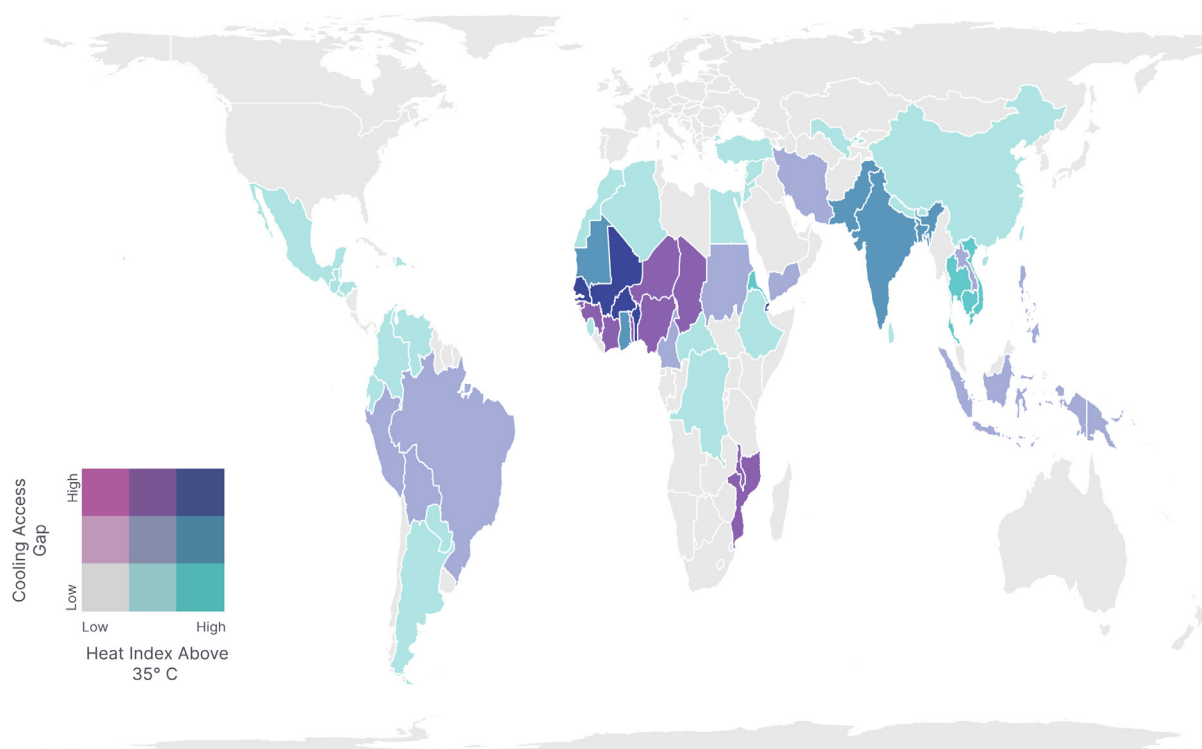 Cooling Access
Gap
High
Low
Low
High
Heat Index Above
35° C